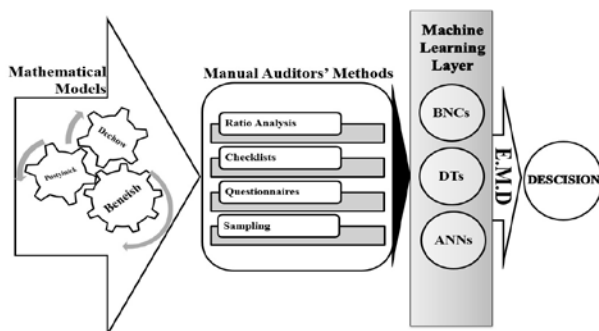 Mathematical
Models
Dechow
Beneish
Manual Auditors' Methods
Ratio Analysis
Checklists
Questionnaires
Sampling
Machine
Learning
Layer
BNCs
DTs
ANNs
E.M.D
DESCISION